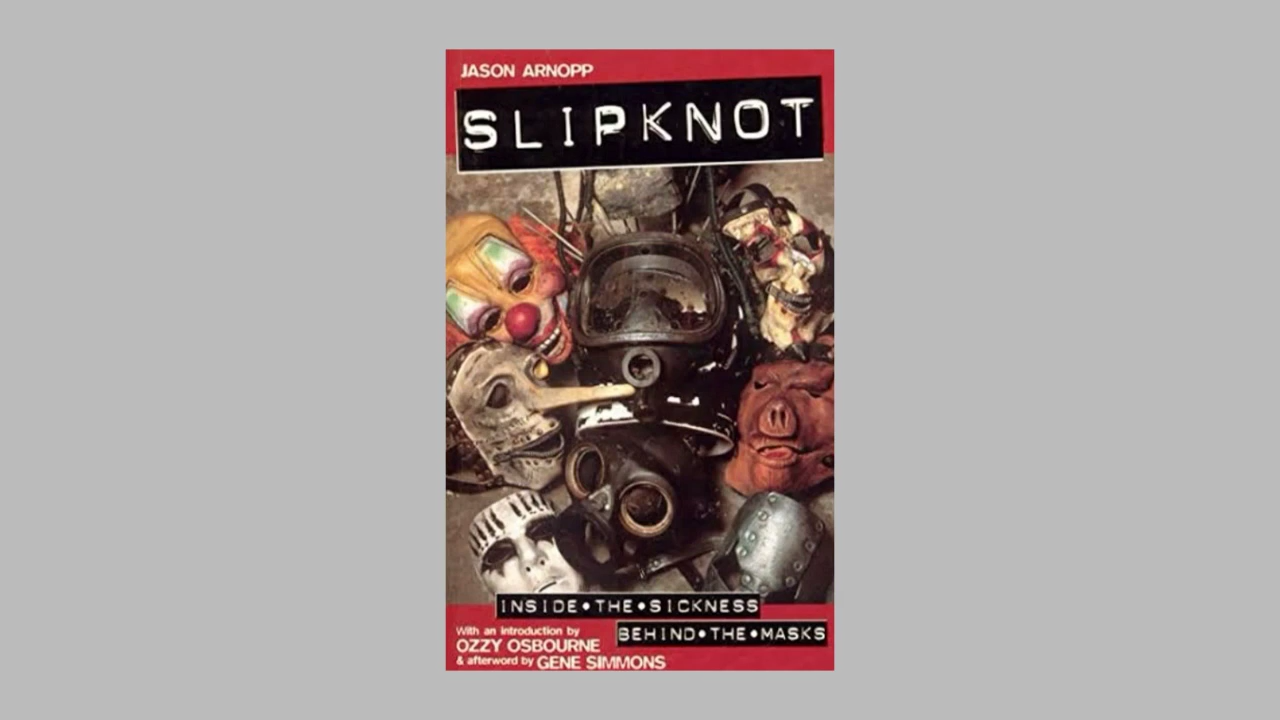 JASON ARNOPP
SLIPKNOT
INSIDE•THE•SICKNESS
BEHIND•THE•MASKS
With an introduction by
OZZY OSBOURNE
& afterword by GENE SIMMONS